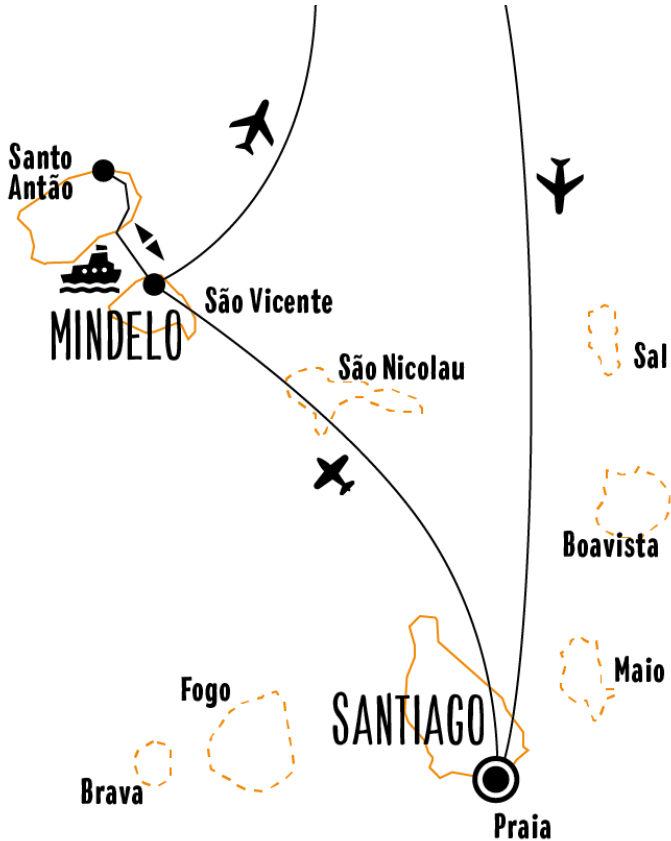 Santo
Antão
São Vicente
MINDELO
São Nicolau
Sal
Boavista
Maio
Fogo
SANTIAGO
Brava
Praia